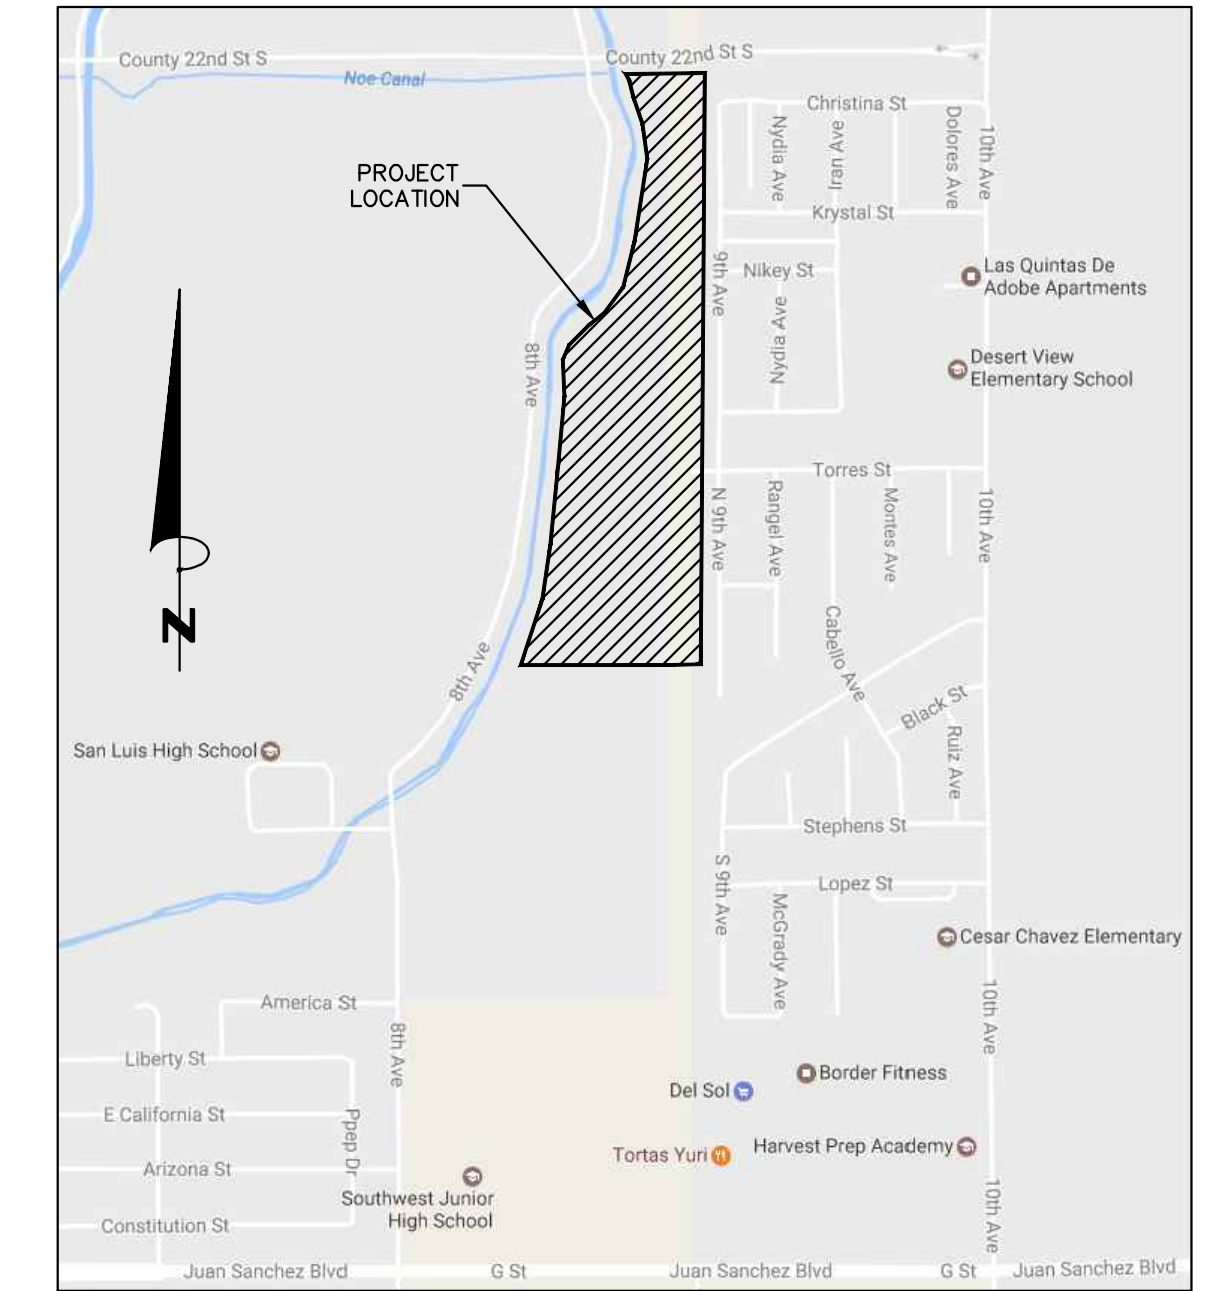 County 22nd St S
County 22nd St S
Noe Canal
Christina St
Nydia Ave
Iran Ave
Dolores Ave
10th Ave
PROJECT
LOCATION
Krystal St
9th Ave
Nikey St
Las Quintas De
Adobe Apartments
Nydia Ave
8th Ave
Desert View
Elementary School
Torres St
N 9th Ave
Rangel Ave
Montes Ave
10th Ave
N
Cabello Ave
8th Ave
Black St
Ruiz Ave
San Luis High School
Stephens St
S 9th Ave
Lopez St
McGrady Ave
Cesar Chavez Elementary
America St
10th Ave
8th Ave
Liberty St
Border Fitness
Del Sol
E California St
Ppep Dr
Harvest Prep Academy
Tortas Yuri
Arizona St
Southwest Junior
High School
10th Ave
Constitution St
Juan Sanchez Blvd
G St
Juan Sanchez Blvd
G St
Juan Sanchez Blvd